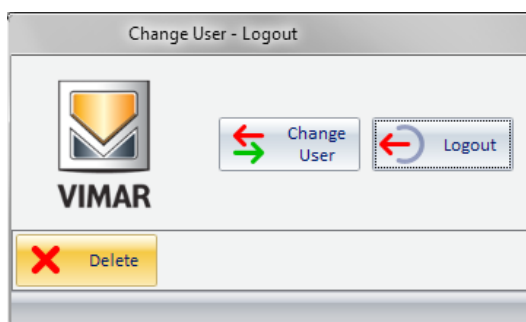 Change User - Logout
Change
User
Logout
VIMAR
Delete